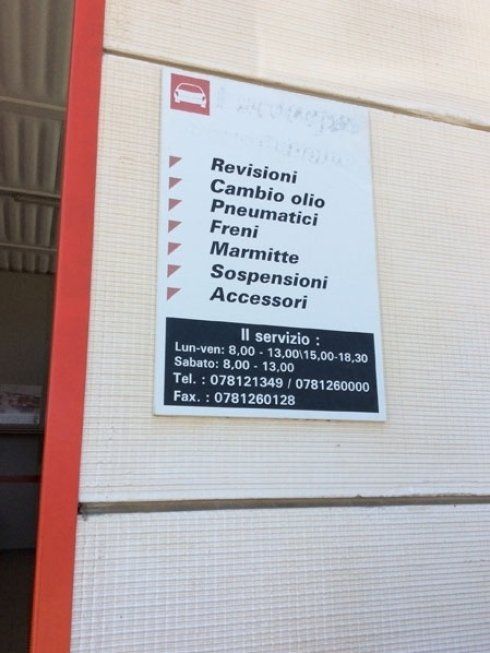 Revisioni
Cambio olio
Pneumatici
Freni
Marmitte
Sospensioni
Accessori
Il servizio :
Lun-ven: 8,00 - 13,00\15,00-18,30
Sabato: 8,00 - 13,00
Tel. : 078121349 / 0781260000
Fax. : 0781260128